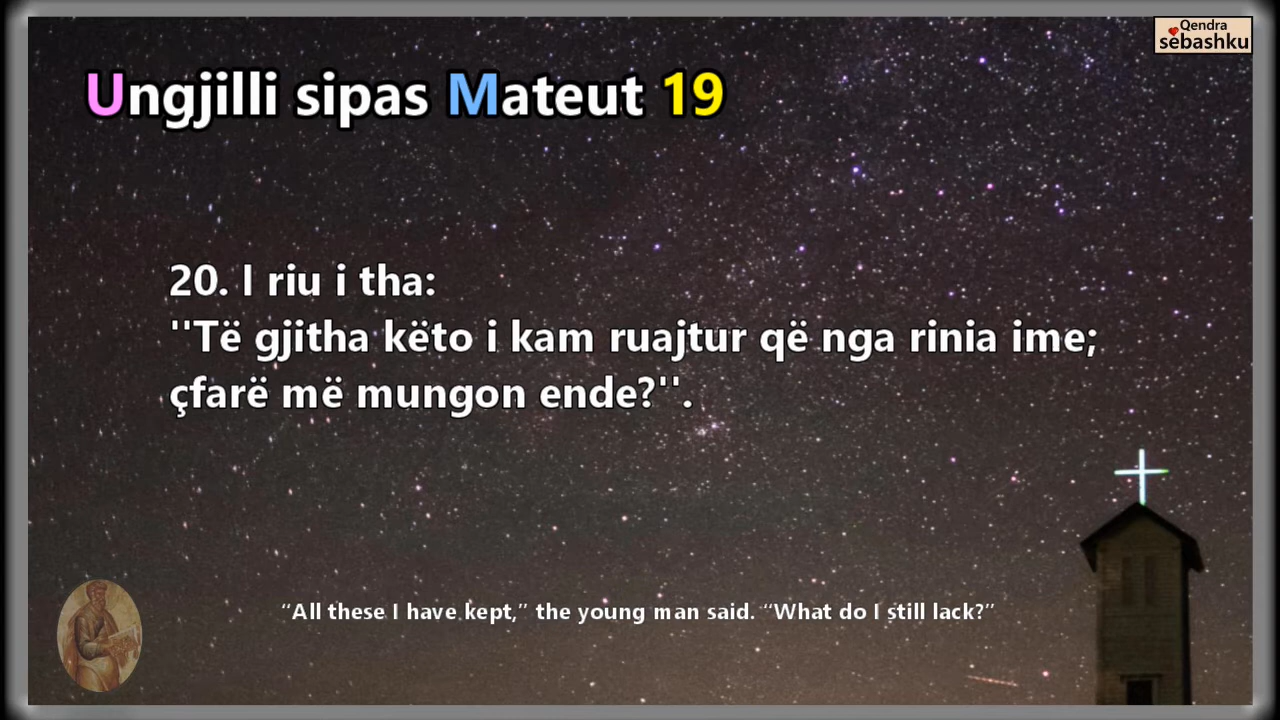 Qendra
sëbashku
Ungjilli sipas Mateut 19
20. I riu i tha:
''Të gjitha këto i kam ruajtur që nga rinia ime;
çfarë më mungon ende?''.
“All these I have kept,” the young man said. “What do I still lack?”